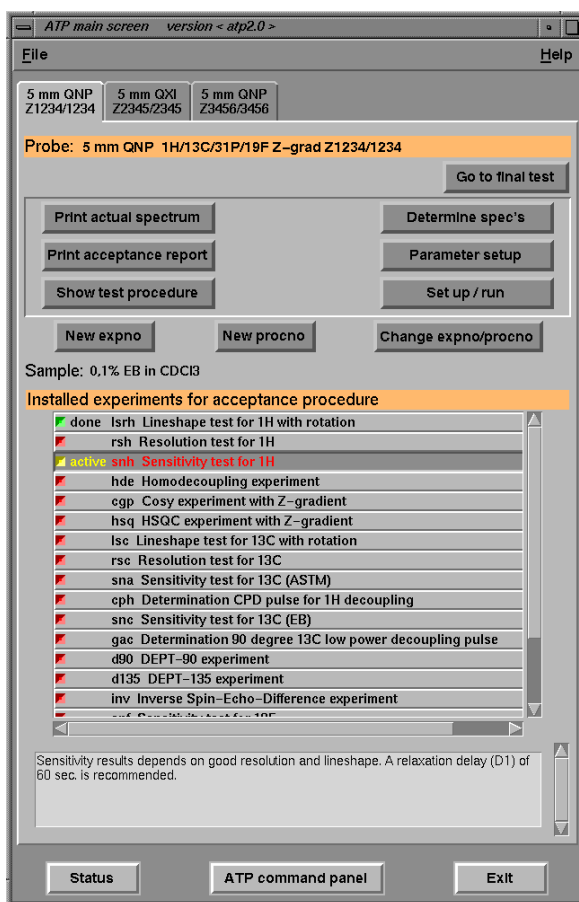 ATP main screen version < atp2.0 >
File Help
5 mm QNP 5 mm QXI 5 mm QNP
Z1234/1234 Z2345/2345 Z3456/3456
Probe: 5 mm QNP 1H/13C/31P/19F Z-grad Z1234/1234
Go to final test
Print actual spectrum Determine spec's
Print acceptance report Parameter setup
Show test procedure Set up / run
New expno New procno Change expno/procno
Sample: 0,1% EB in CDCl3
Installed experiments for acceptance procedure
done lsrh Lineshape test for 1H with rotation
rsh Resolution test for 1H
active snh Sensitivity test for 1H
hde Homodecoupling experiment
cgp Cosy experiment with Z-gradient
hsq HSQC experiment with Z-gradient
lsc Lineshape test for 13C with rotation
rsc Resolution test for 13C
sna Sensitivity test for 13C (ASTM)
cph Determination CPD pulse for 1H decoupling
snc Sensitivity test for 13C (EB)
gac Determination 90 degree 13C low power decoupling pulse
d90 DEPT-90 experiment
d135 DEPT-135 experiment
inv Inverse Spin-Echo-Difference experiment
snf Sensitivity test for 19F
Sensitivity results depends on good resolution and lineshape. A relaxation delay (D1) of
60 sec. is recommended.
Status ATP command panel Exit